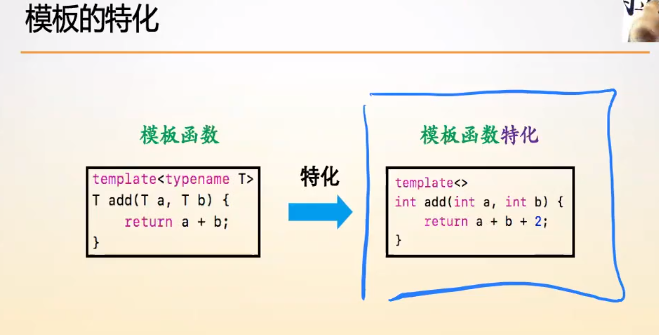 模板的特化
模板函数
template<typename T>
T add(T a, T b) {
    return a + b;
}
特化
模板函数特化
template<>
int add(int a, int b) {
    return a + b + 2;
}